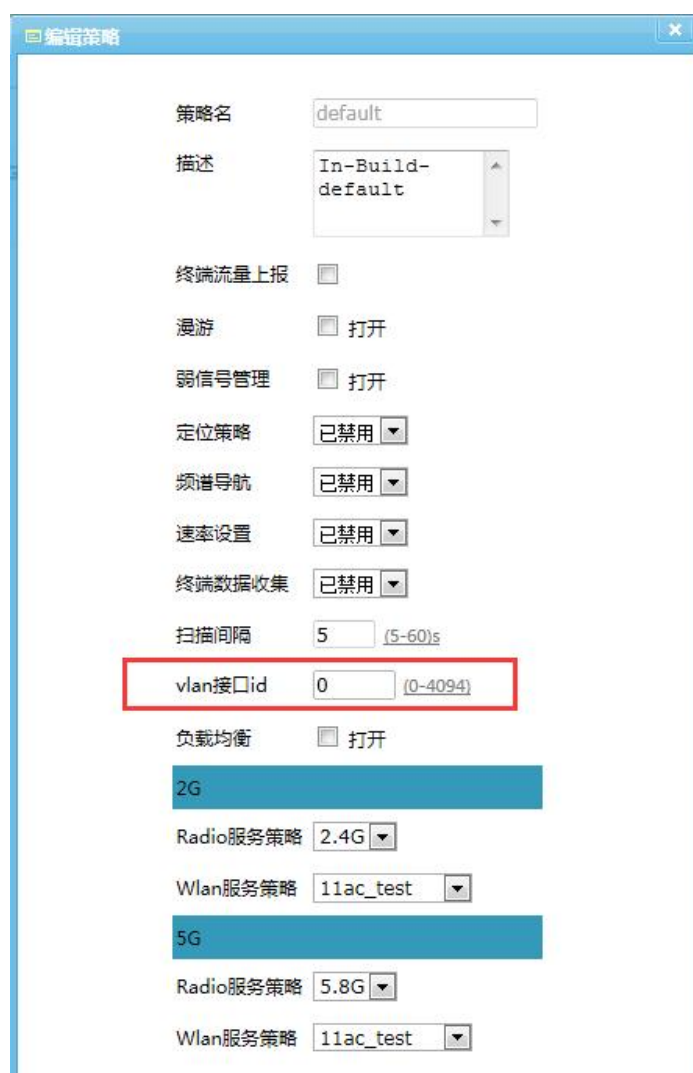 编辑策略
策略名 default
描述 In-Build-
default
终端流量上报
漫游 打开
弱信号管理 打开
定位策略 已禁用
频谱导航 已禁用
速率设置 已禁用
终端数据收集 已禁用
扫描间隔 5 (5-60)s
vlan接口id 0 (0-4094)
负载均衡 打开
2G
Radio服务策略 2.4G
Wlan服务策略 11ac_test
5G
Radio服务策略 5.8G
Wlan服务策略 11ac_test